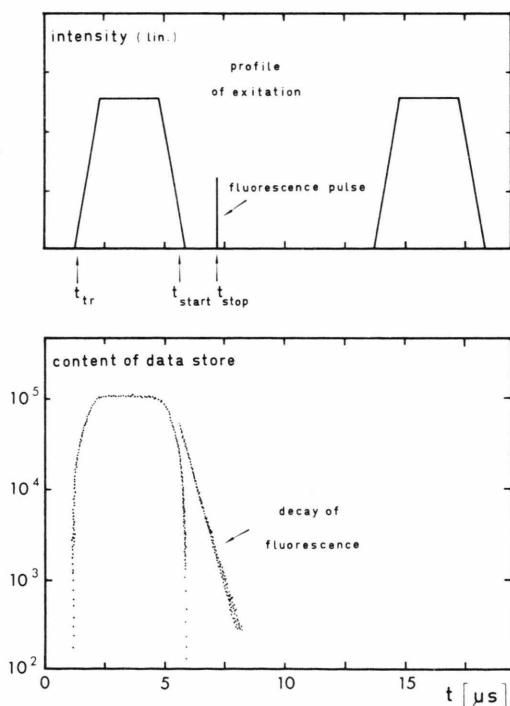 intensity (lin.)
profile
of exitation
fluorescence pulse
t_tr
t_start
t_stop
content of data store
10^5
10^4
decay of
fluorescence
10^3
10^2
0
5
10
15
t [µs]